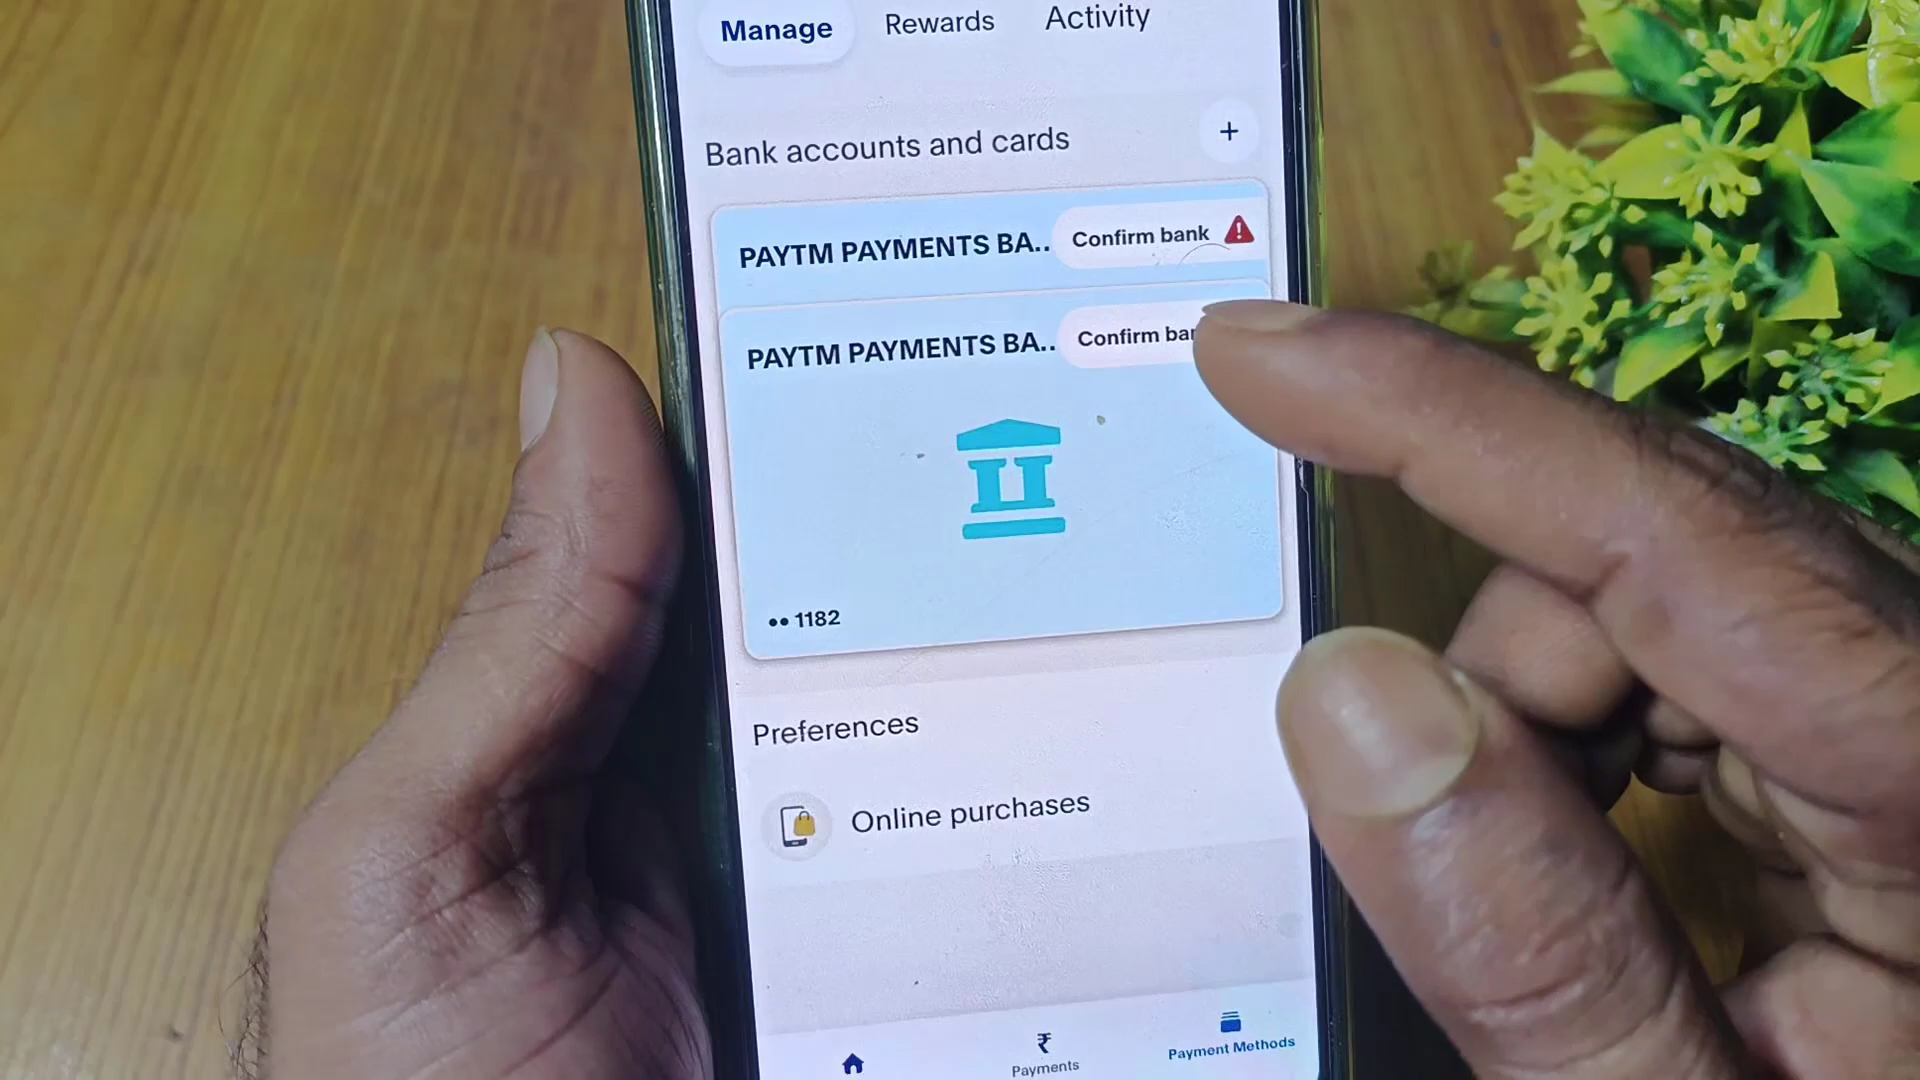 Manage Rewards Activity
Bank accounts and cards +
PAYTM PAYMENTS BA.. Confirm bank
PAYTM PAYMENTS BA.. Confirm ban
•• 1182
Preferences
Online purchases
₹
Payments
Payment Methods